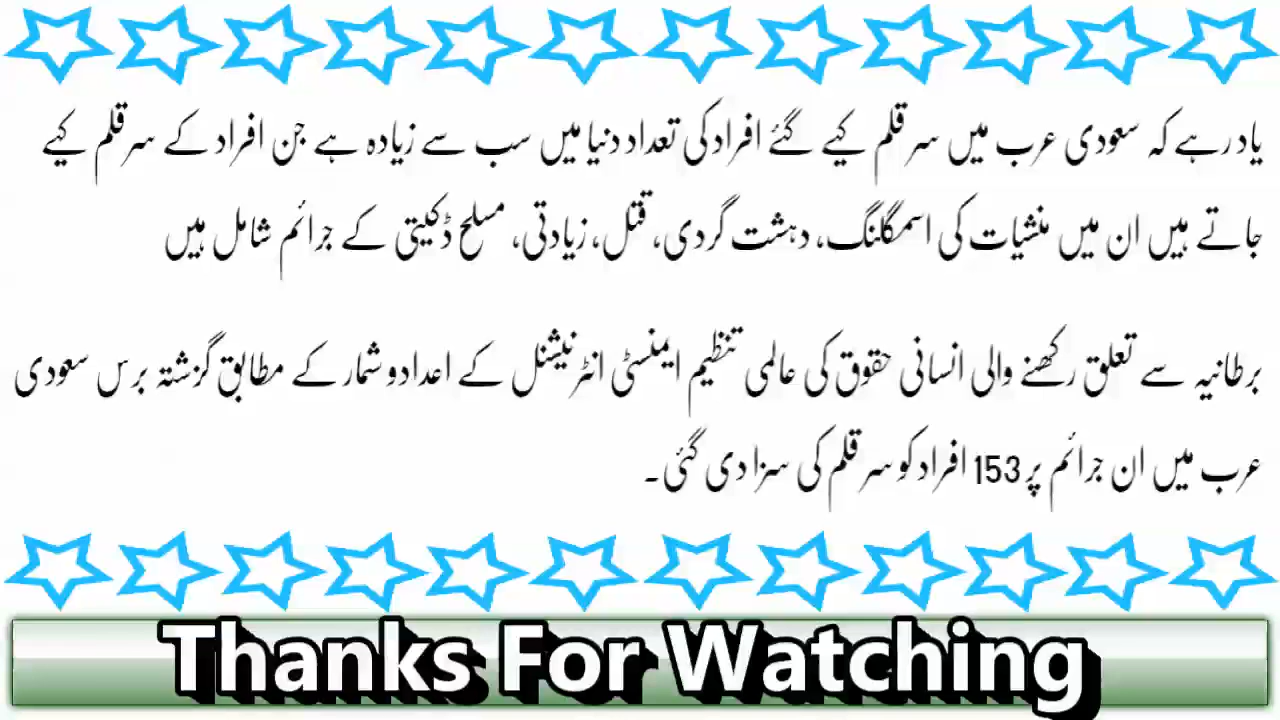 یاد رہے کہ سعودی عرب میں سر قلم کیے گئے افراد کی تعداد دنیا میں سب سے زیادہ ہے جن افراد کے سر قلم کیے
جاتے ہیں ان میں منشیات کی اسمگلنگ، دہشت گردی، قتل، زیادتی، مسلح ڈکیتی کے جرائم شامل ہیں
برطانیہ سے تعلق رکھنے والی انسانی حقوق کی عالمی تنظیم ایمنسٹی انٹرنیشنل کے اعدادو شمار کے مطابق گزشتہ برس سعودی
عرب میں ان جرائم پر 153 افراد کو سر قلم کی سزا دی گئی۔
Thanks For Watching